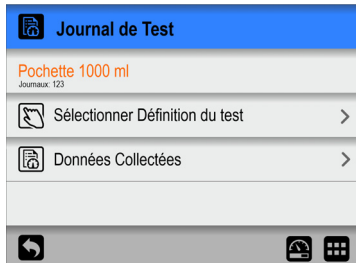 Journal de Test
Pochette 1000 ml
Journaux: 123
Sélectionner Définition du test
Données Collectées